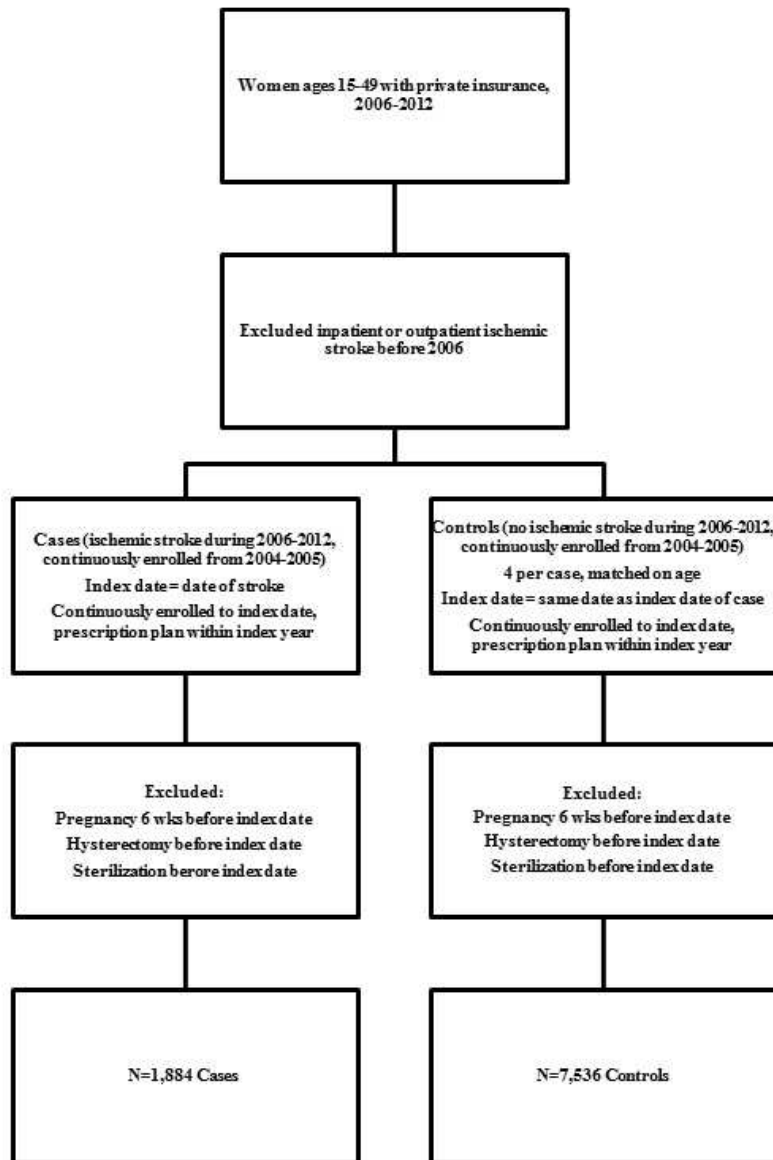 Women ages 15-49 with private insurance,
2006-2012
Excluded inpatient or outpatient ischemic
stroke before 2006
Cases (ischemic stroke during 2006-2012,
continuously enrolled from 2004-2005)
Index date = date of stroke
Continuously enrolled to index date,
prescription plan within index year
Controls (no ischemic stroke during 2006-2012,
continuously enrolled from 2004-2005)
4 per case, matched on age
Index date = same date as index date of case
Continuously enrolled to index date,
prescription plan within index year
Excluded:
Pregnancy 6 wks before index date
Hysterectomy before index date
Sterilization berore index date
Excluded:
Pregnancy 6 wks before index date
Hysterectomy before index date
Sterilization before index date
N=1,884 Cases
N=7,536 Controls